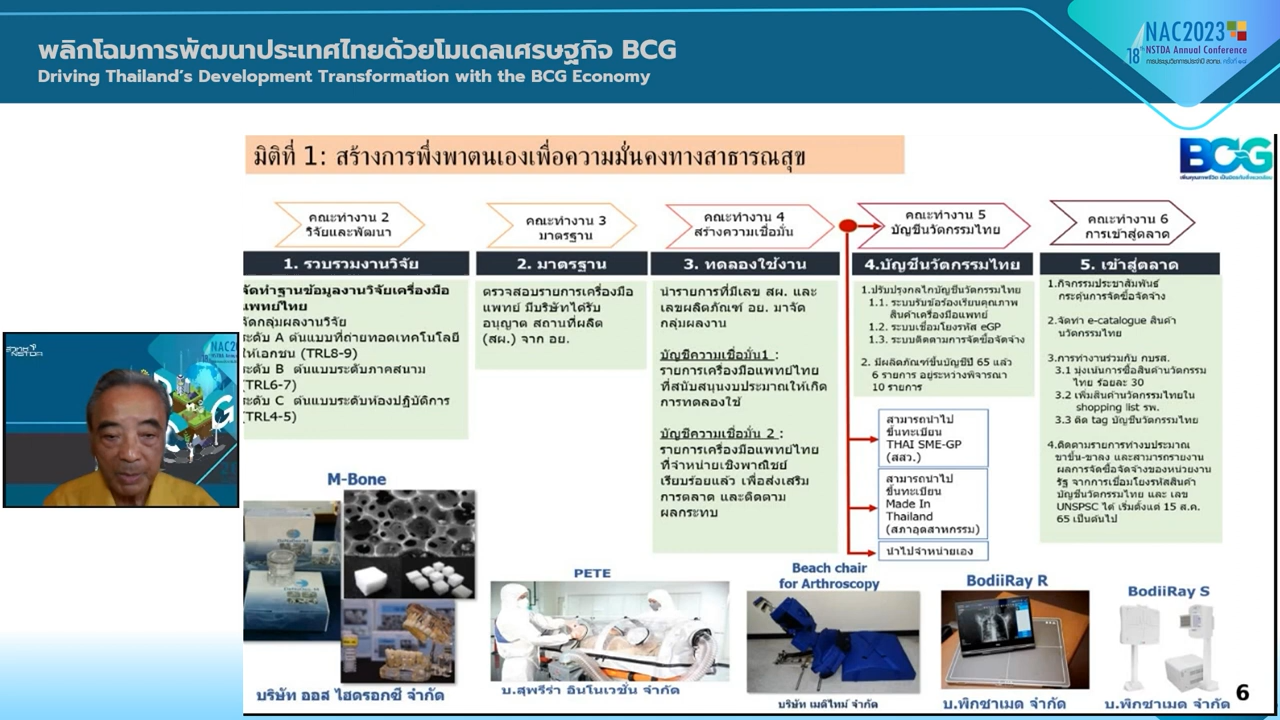 พลิกโฉมการพัฒนาประเทศไทยด้วยโมเดลเศรษฐกิจ BCG
Driving Thailand's Development Transformation with the BCG Economy
NAC2023
18th NSTDA Annual Conference
การประชุมวิชาการประจำปี สวทช. ครั้งที่ ๑๘
BCG
มิติที่ 1: สร้างการพึ่งพาตนเองเพื่อความมั่นคงทางสาธารณสุข
คณะทำงาน 2
วิจัยและพัฒนา
1. รวบรวมงานวิจัย
จัดทำฐานข้อมูลงานวิจัยเครื่องมือ
แพทย์ไทย
จัดกลุ่มผลงานวิจัย
ระดับ A ต้นแบบที่ถ่ายทอดเทคโนโลยี
ให้เอกชน (TRL8-9)
ระดับ B ต้นแบบระดับภาคสนาม
(TRL6-7)
ระดับ C ต้นแบบระดับห้องปฏิบัติการ
(TRL4-5)
คณะทำงาน 3
มาตรฐาน
2. มาตรฐาน
ตรวจสอบรายการเครื่องมือ
แพทย์ มีบริษัทได้รับ
อนุญาต สถานที่ผลิต
(สผ.) จาก อย.
คณะทำงาน 4
สร้างความเชื่อมั่น
3. ทดลองใช้งาน
นำรายการที่มีเลข สผ. และ
เลขผลิตภัณฑ์ อย. มาจัด
กลุ่มผลงาน
บัญชีความเชื่อมั่น1 :
รายการเครื่องมือแพทย์ไทย
ที่สนับสนุนงบประมาณให้เกิด
การทดลองใช้
บัญชีความเชื่อมั่น 2 :
รายการเครื่องมือแพทย์ไทย
ที่จำหน่ายเชิงพาณิชย์
เรียบร้อยแล้ว เพื่อส่งเสริม
การตลาด และติดตาม
ผลกระทบ
คณะทำงาน 5
บัญชีนวัตกรรมไทย
4.บัญชีนวัตกรรมไทย
1.ปรับปรุงกลไกบัญชีนวัตกรรมไทย
1.1. ระบบรับข้อร้องเรียนคุณภาพ
สินค้าเครื่องมือแพทย์
1.2. ระบบเชื่อมโยงรหัส eGP
1.3. ระบบติดตามการจัดซื้อจัดจ้าง
2. มีผลิตภัณฑ์ขึ้นบัญชีปี 65 แล้ว
6 รายการ อยู่ระหว่างพิจารณา
10 รายการ
สามารถนำไป
ขึ้นทะเบียน
THAI SME-GP
(สสว.)
สามารถนำไป
ขึ้นทะเบียน
Made In
Thailand
(สภาอุตสาหกรรม)
นำไปจำหน่ายเอง
คณะทำงาน 6
การเข้าสู่ตลาด
5. เข้าสู่ตลาด
1.กิจกรรมประชาสัมพันธ์
กระตุ้นการจัดซื้อจัดจ้าง
2.จัดทำ e-catalogue สินค้า
นวัตกรรมไทย
3.การทำงานร่วมกับ กบรส.
3.1 มุ่งเน้นการซื้อสินค้านวัตกรรม
ไทย ร้อยละ 30
3.2 เพิ่มสินค้านวัตกรรมไทยใน
shopping list รพ.
3.3 ติด tag บัญชีนวัตกรรมไทย
4.ติดตามรายการทำงบประมาณ
ขาขึ้น-ขาลง และสามารถรายงาน
ผลการจัดซื้อจัดจ้างของหน่วยงาน
รัฐ จากการเชื่อมโยงรหัสสินค้า
บัญชีนวัตกรรมไทย และ เลข
UNSPSC ได้ เริ่มตั้งแต่ 15 ส.ค.
65 เป็นต้นไป
M-Bone
บริษัท ออส ไฮดรอกซี จำกัด
PETE
บ.สุพรีร่า อินโนเวชั่น จำกัด
Beach chair
for Arthroscopy
บริษัท เมดิไทม์ จำกัด
BodiiRay R
บ.พิกซาเมด จำกัด
BodiiRay S
บ.พิกซาเมด จำกัด
6